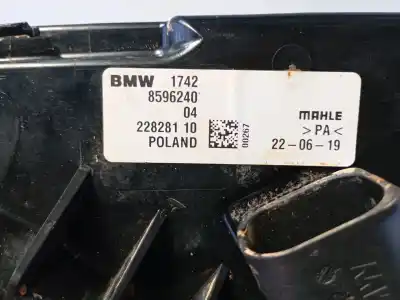 BMW 1742
8596240
04
228281 10
POLAND
00267
MAHLE
>PA<
22-06-19